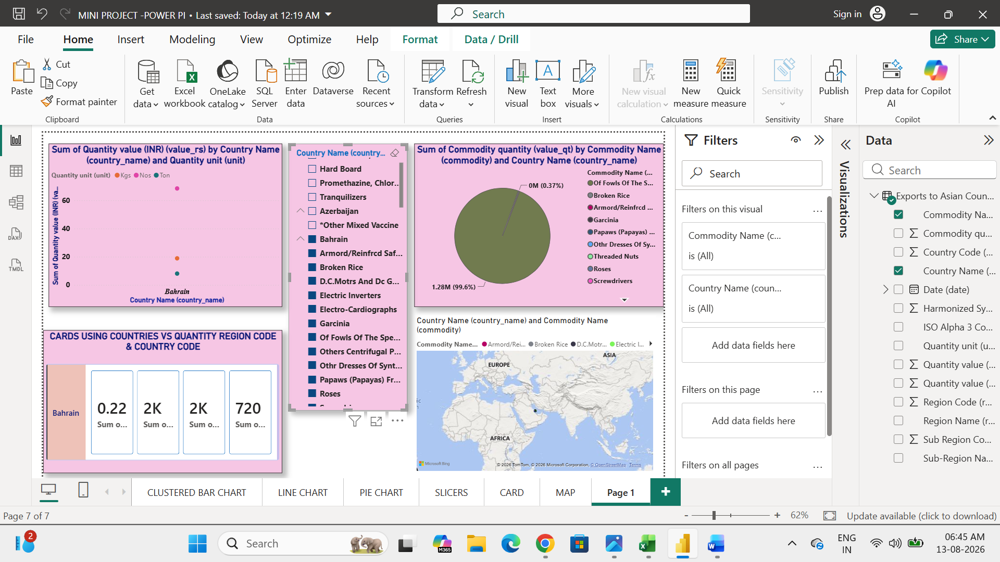 MINI PROJECT -POWER PI • Last saved: Today at 12:19 AM
Search
Sign in
File
Home
Insert
Modeling
View
Optimize
Help
Format
Data / Drill
Share
Paste
Cut
Copy
Format painter
Clipboard
Get data
Excel workbook
OneLake catalog
SQL Server
Enter data
Dataverse
Recent sources
Data
Transform data
Refresh
Queries
New visual
Text box
More visuals
Insert
New visual calculation
New measure
Quick measure
Calculations
Sensitivity
Sensitivity
Publish
Share
Prep data for AI
Copilot
Copilot
Sum of Quantity value (INR) (value_rs) by Country Name
(country_name) and Quantity unit (unit)
Quantity unit (unit) Kgs Nos Ton
Sum of Quantity value (INR) (va...
60
40
20
0
Bahrain
Country Name (country_name)
CARDS USING COUNTRIES VS QUANTITY REGION CODE
& COUNTRY CODE
Bahrain
0.22
Sum o...
2K
Sum o...
2K
Sum o...
720
Sum o...
Country Name (country...
Hard Board
Promethazine, Chlor...
Tranquilizers
Azerbaijan
*Other Mixed Vaccine
Bahrain
Armord/Reinfrcd Saf...
Broken Rice
D.C.Motrs And Dc G...
Electric Inverters
Electro-Cardiographs
Garcinia
Of Fowls Of The Spe...
Others Centrifugal P...
Othr Dresses Of Synt...
Papaws (Papayas) Fr...
Roses
Sum of Commodity quantity (value_qt) by Commodity Name
(commodity) and Country Name (country_name)
0M (0.37%)
1.28M (99.6%)
Commodity Name (...
Of Fowls Of The S...
Broken Rice
Armord/Reinfrcd ...
Garcinia
Papaws (Papayas) ...
Othr Dresses Of Sy...
Threaded Nuts
Roses
Screwdrivers
Country Name (country_name) and Commodity Name
(commodity)
Commodity Name... Armord/Rei... Broken Rice D.C.Motr... Electric I...
ASIA
EUROPE
AFRICA
Microsoft Bing
© 2026 TomTom, © 2026 Microsoft Corporation, © OpenStreetMap Terms
Filters
Search
Filters on this visual ...
Commodity Name (c...
is (All)
Country Name (coun...
is (All)
Add data fields here
Filters on this page ...
Add data fields here
Filters on all pages ...
Visualizations
Data
Search
Exports to Asian Coun...
Commodity Na...
Commodity qu...
Country Code (...
Country Name (...
Date (date)
Harmonized Sy...
ISO Alpha 3 Co...
Quantity unit (u...
Quantity value (...
Quantity value (...
Region Code (r...
Region Name (r...
Sub Region Co...
Sub-Region Na...
DAX
TMDL
CLUSTERED BAR CHART
LINE CHART
PIE CHART
SLICERS
CARD
MAP
Page 1
+
Page 7 of 7
- + 62%
Update available (click to download)
2
Search
M365
ENG
IN
06:45 AM
13-08-2026